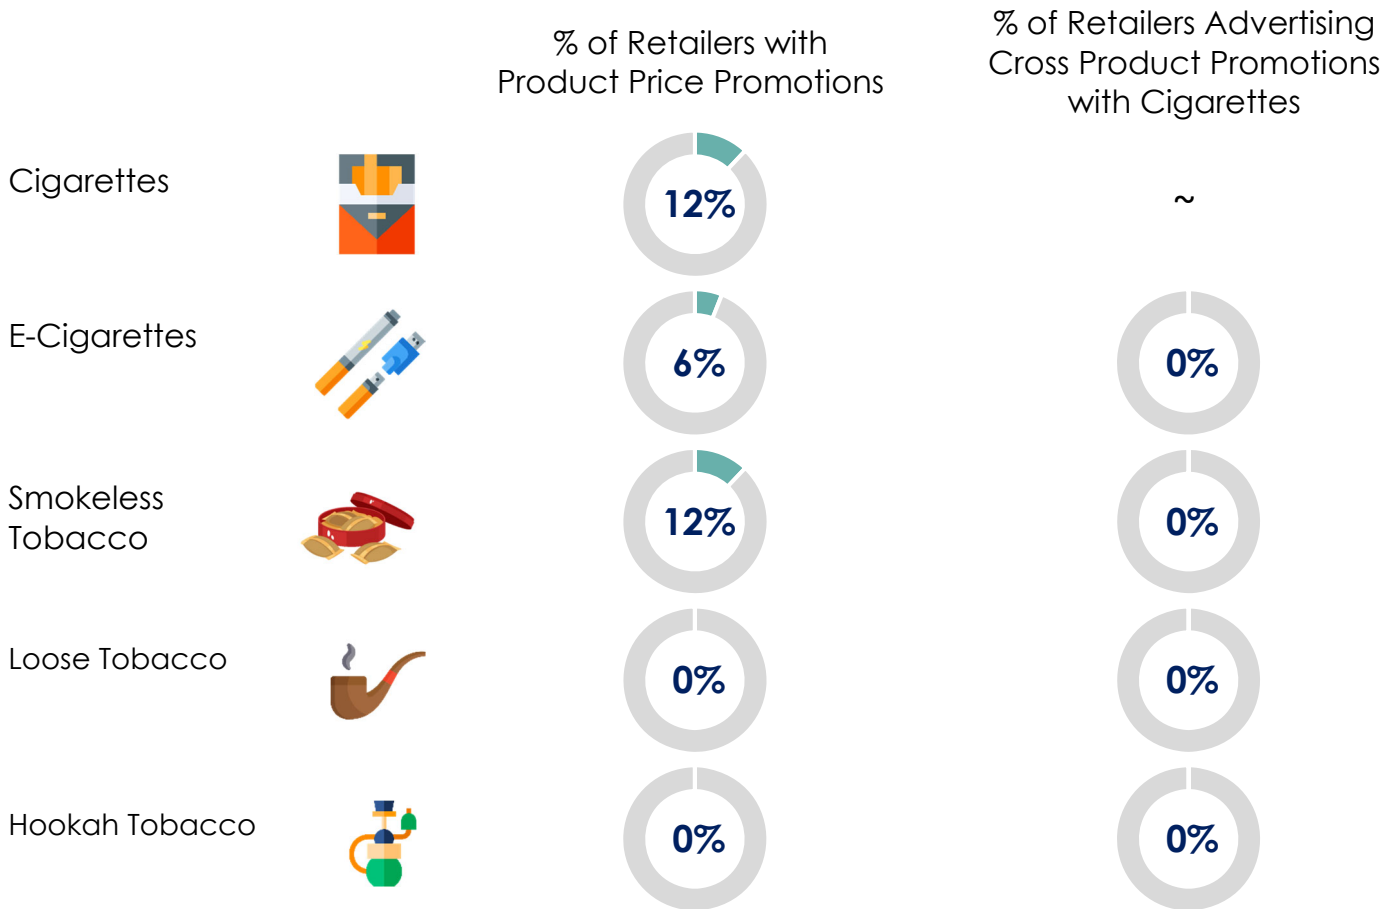 % of Retailers with
Product Price Promotions
% of Retailers Advertising
Cross Product Promotions
with Cigarettes
Cigarettes
12%
~
E-Cigarettes
6%
0%
Smokeless
Tobacco
12%
0%
Loose Tobacco
0%
0%
Hookah Tobacco
0%
0%